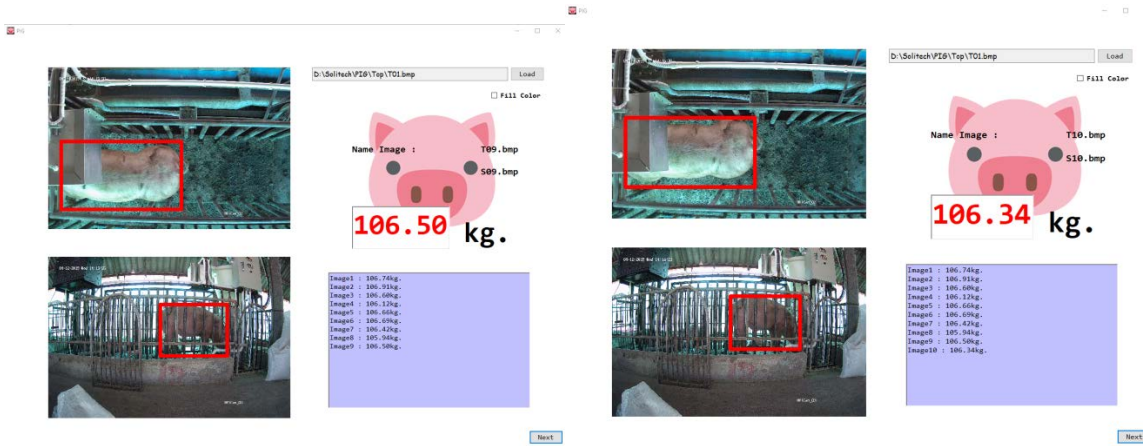 PIG
D:\Solitech\PIG\Top\T01.bmp
Load
Fill Color
Name Image :
T09.bmp
S09.bmp
106.50
kg.
Image1 : 106.74kg.
Image2 : 106.91kg.
Image3 : 106.60kg.
Image4 : 106.12kg.
Image5 : 106.66kg.
Image6 : 106.69kg.
Image7 : 106.42kg.
Image8 : 105.94kg.
Image9 : 106.50kg.
Next
PIG
D:\Solitech\PIG\Top\T01.bmp
Load
Fill Color
Name Image :
T10.bmp
S10.bmp
106.34
kg.
Image1 : 106.74kg.
Image2 : 106.91kg.
Image3 : 106.60kg.
Image4 : 106.12kg.
Image5 : 106.66kg.
Image6 : 106.69kg.
Image7 : 106.42kg.
Image8 : 105.94kg.
Image9 : 106.50kg.
Image10 : 106.34kg.
Next